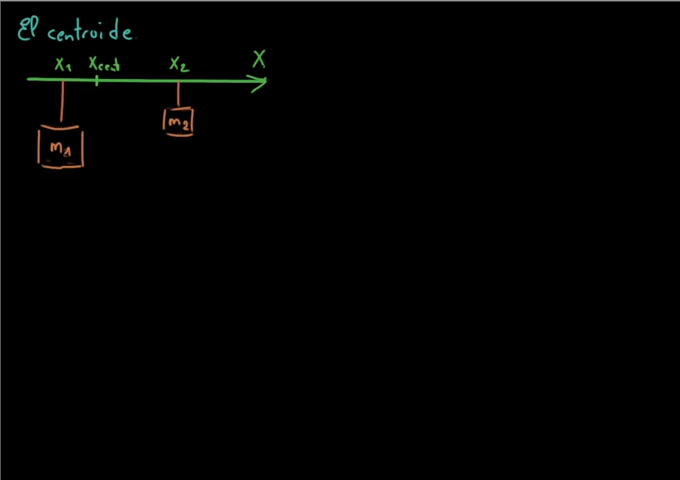 El centroide
x₁ xcent x₂ X
m₁ m₂